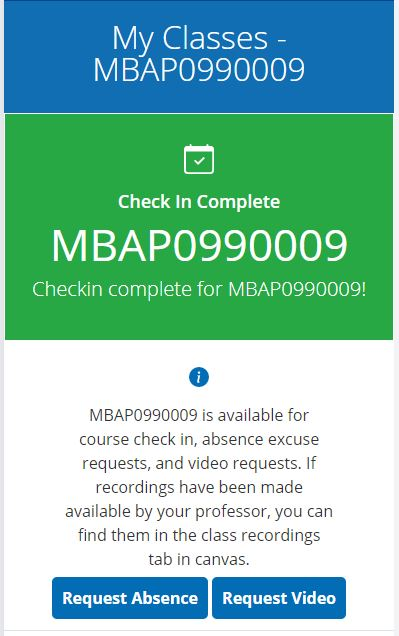 My Classes -
MBAP0990009
Check In Complete
MBAP0990009
Checkin complete for MBAP0990009!
MBAP0990009 is available for
course check in, absence excuse
requests, and video requests. If
recordings have been made
available by your professor, you can
find them in the class recordings
tab in canvas.
Request Absence Request Video